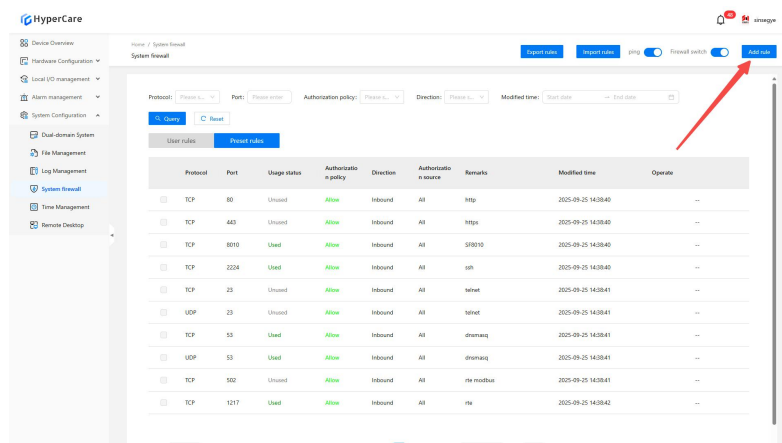 HyperCare
48
sinsegye
Device Overview
Hardware Configuration
Local I/O management
Alarm management
System Configuration
Dual-domain System
File Management
Log Management
System firewall
Time Management
Remote Desktop
Home / System firewall
System firewall
Export rules
Import rules
ping
Firewall switch
Add rule
Protocol: Please s...
Port: Please enter
Authorization policy: Please s...
Direction: Please s...
Modified time: Start date → End date
Query
Reset
User rules
Preset rules
Protocol Port Usage status Authorizatio n policy Direction Authorizatio n source Remarks Modified time Operate
TCP 80 Unused Allow Inbound All http 2025-09-25 14:38:40 --
TCP 443 Unused Allow Inbound All https 2025-09-25 14:38:40 --
TCP 8010 Used Allow Inbound All SF8010 2025-09-25 14:38:40 --
TCP 2224 Used Allow Inbound All ssh 2025-09-25 14:38:40 --
TCP 23 Unused Allow Inbound All telnet 2025-09-25 14:38:41 --
UDP 23 Unused Allow Inbound All telnet 2025-09-25 14:38:41 --
TCP 53 Used Allow Inbound All dnsmasq 2025-09-25 14:38:41 --
UDP 53 Used Allow Inbound All dnsmasq 2025-09-25 14:38:41 --
TCP 502 Unused Allow Inbound All rte modbus 2025-09-25 14:38:41 --
TCP 1217 Used Allow Inbound All rte 2025-09-25 14:38:42 --